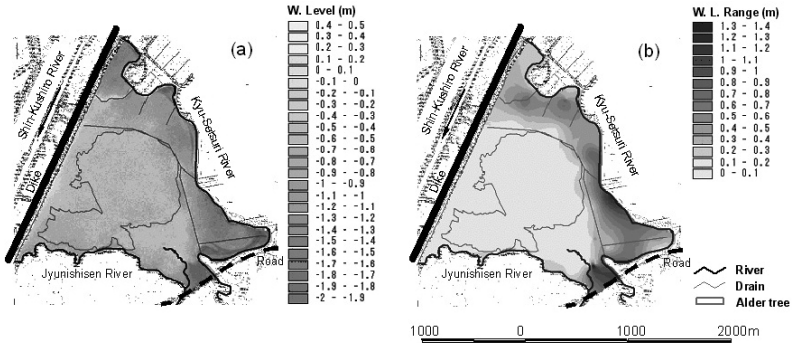 W. Level (m)
0.4 - 0.5
0.3 - 0.4
0.2 - 0.3
0.1 - 0.2
0 - 0.1
-0.1 - 0
-0.2 - -0.1
-0.3 - -0.2
-0.4 - -0.3
-0.5 - -0.4
-0.6 - -0.5
-0.7 - -0.6
-0.8 - -0.7
-0.9 - -0.8
-1 - -0.9
-1.1 - -1
-1.2 - -1.1
-1.3 - -1.2
-1.4 - -1.3
-1.5 - -1.4
-1.6 - -1.5
-1.7 - -1.6
-1.8 - -1.7
-1.9 - -1.8
-2 - -1.9
(a)
Shin-Kushiro River
Dike
Kyu-Setsuri River
Jyunishisen River
Road
W. L. Range (m)
1.3 - 1.4
1.2 - 1.3
1.1 - 1.2
1 - 1.1
0.9 - 1
0.8 - 0.9
0.7 - 0.8
0.6 - 0.7
0.5 - 0.6
0.4 - 0.5
0.3 - 0.4
0.2 - 0.3
0.1 - 0.2
0 - 0.1
(b)
Shin-Kushiro River
Dike
Kyu-Setsuri River
Jyunishisen River
Road
River
Drain
Alder tree
1000 0 1000 2000m